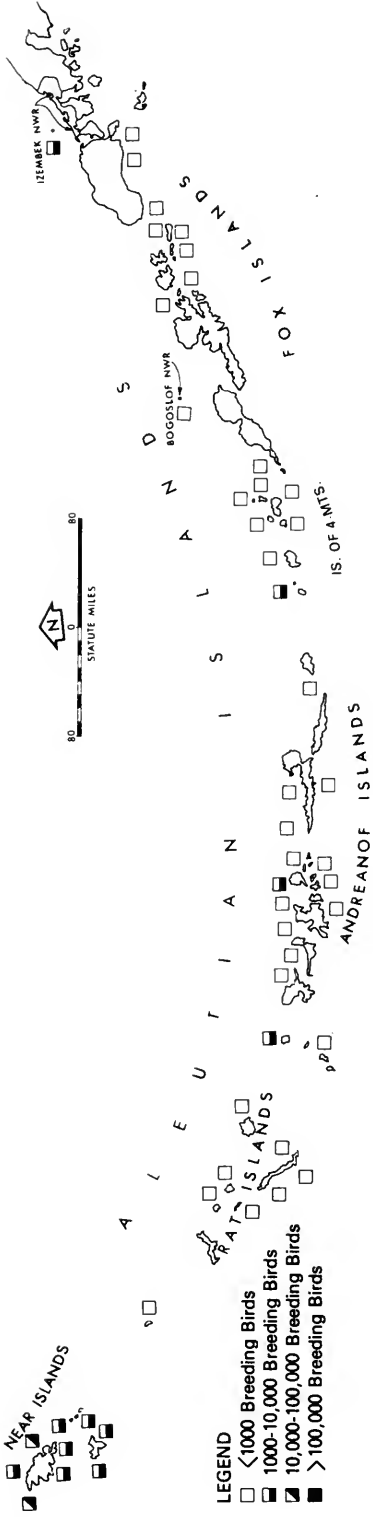 NEAR ISLANDS
ALEUTIAN ISLANDS
N
80 0 80
STATUTE MILES
IZEMBEK NWR
BOGOSLOF NWR
FOX ISLANDS
IS. OF 4 MTS.
ANDREANOF ISLANDS
RAT ISLANDS
LEGEND
<1000 Breeding Birds
1000-10,000 Breeding Birds
10,000-100,000 Breeding Birds
>100,000 Breeding Birds